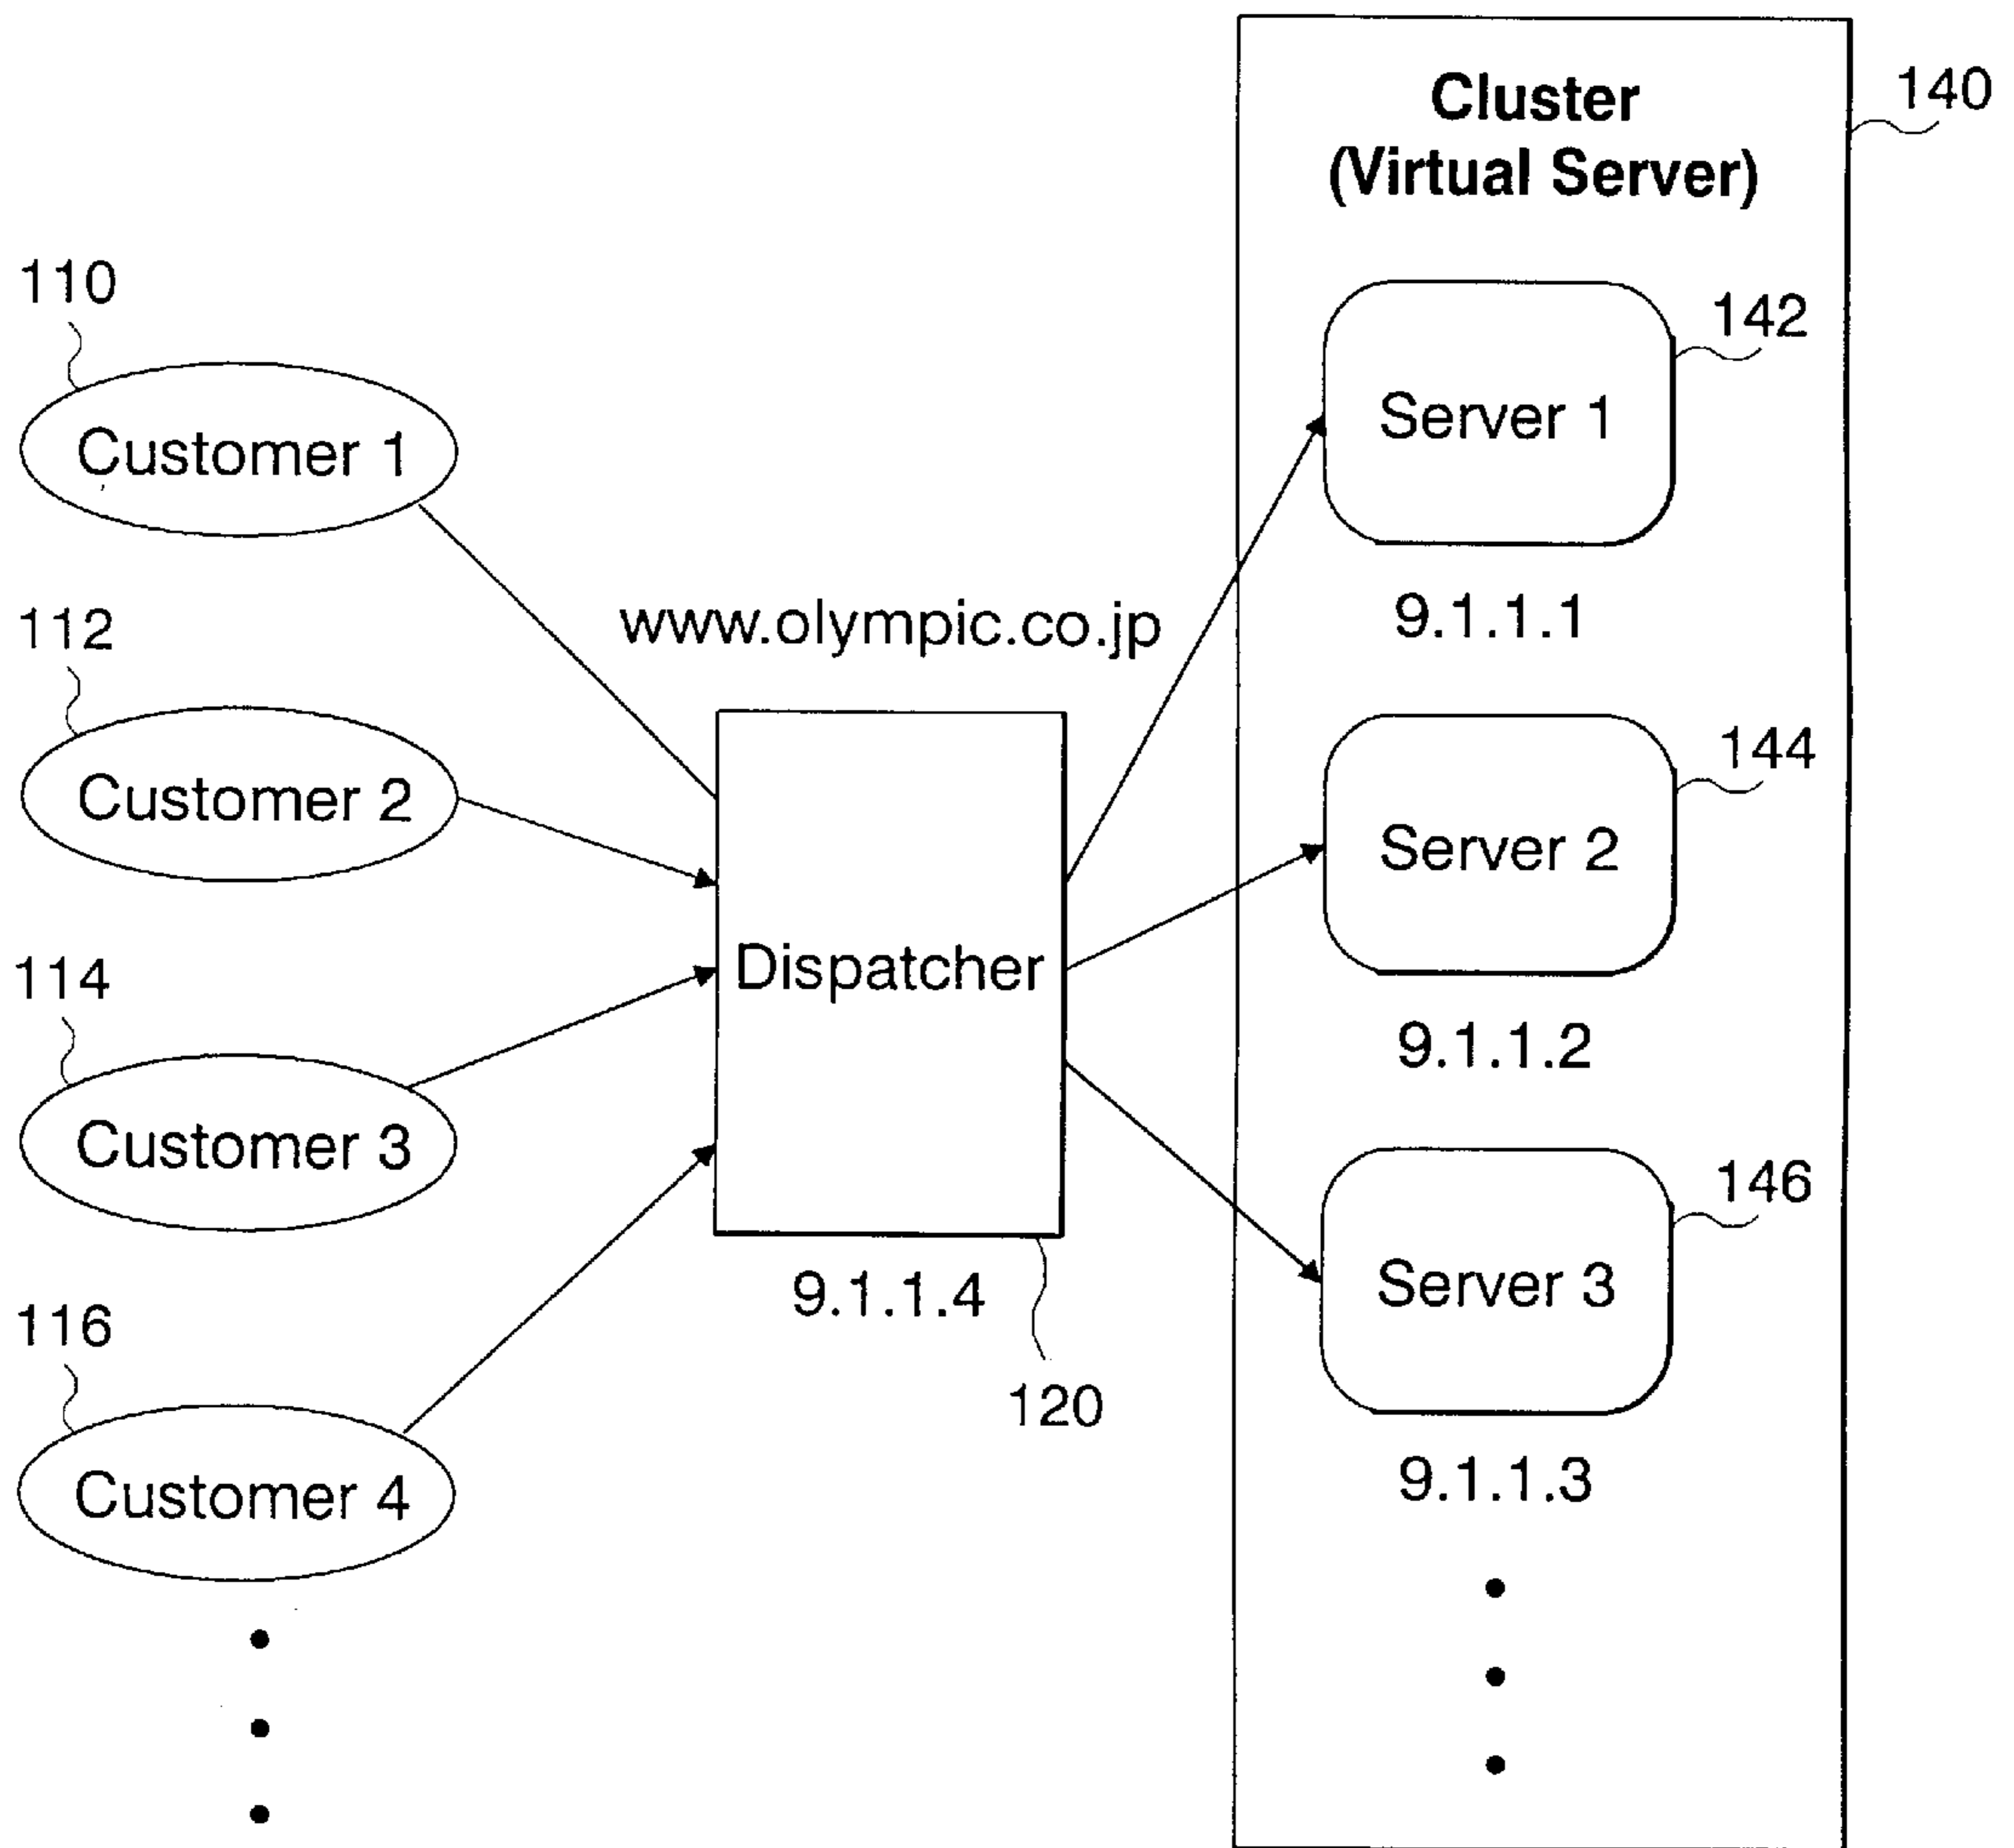 Cluster
(Virtual Server)
140
110
Customer 1
112
Customer 2
114
Customer 3
116
Customer 4
www.olympic.co.jp
Dispatcher
9.1.1.4
120
142
Server 1
9.1.1.1
144
Server 2
9.1.1.2
146
Server 3
9.1.1.3